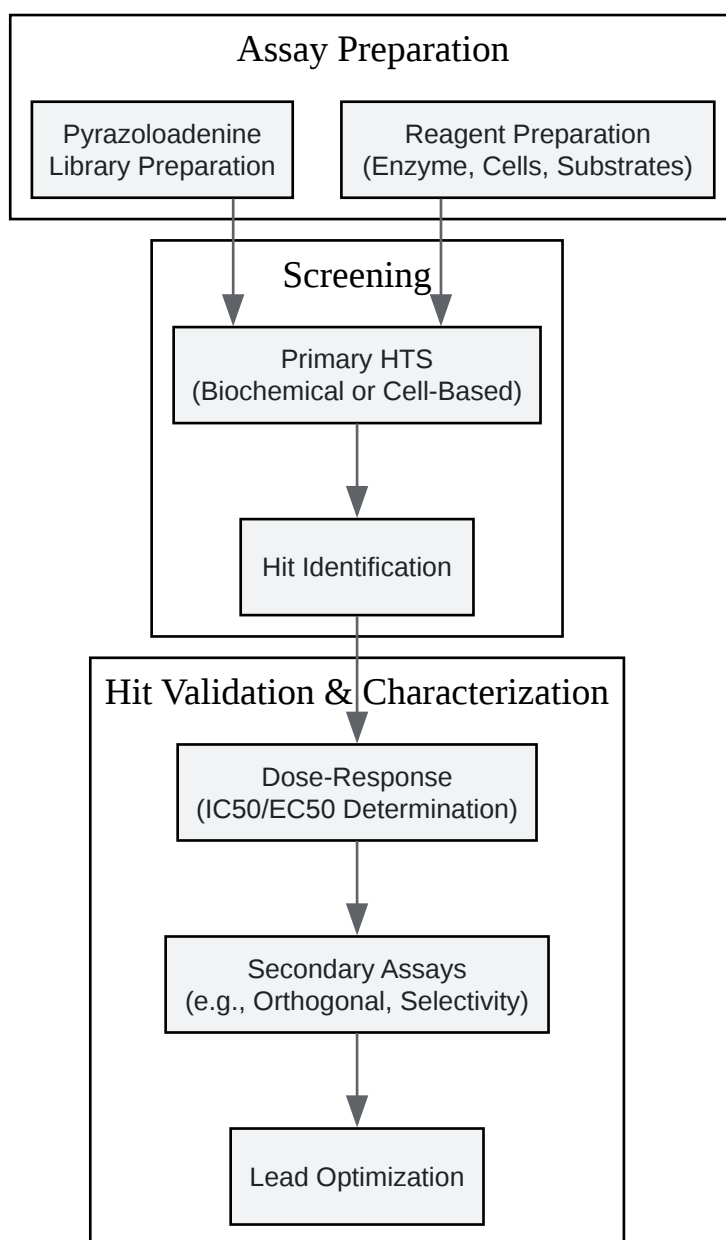 Assay Preparation
Pyrazoloadenine
Library Preparation
Reagent Preparation
(Enzyme, Cells, Substrates)
Screening
Primary HTS
(Biochemical or Cell-Based)
Hit Identification
Hit Validation & Characterization
Dose-Response
(IC50/EC50 Determination)
Secondary Assays
(e.g., Orthogonal, Selectivity)
Lead Optimization